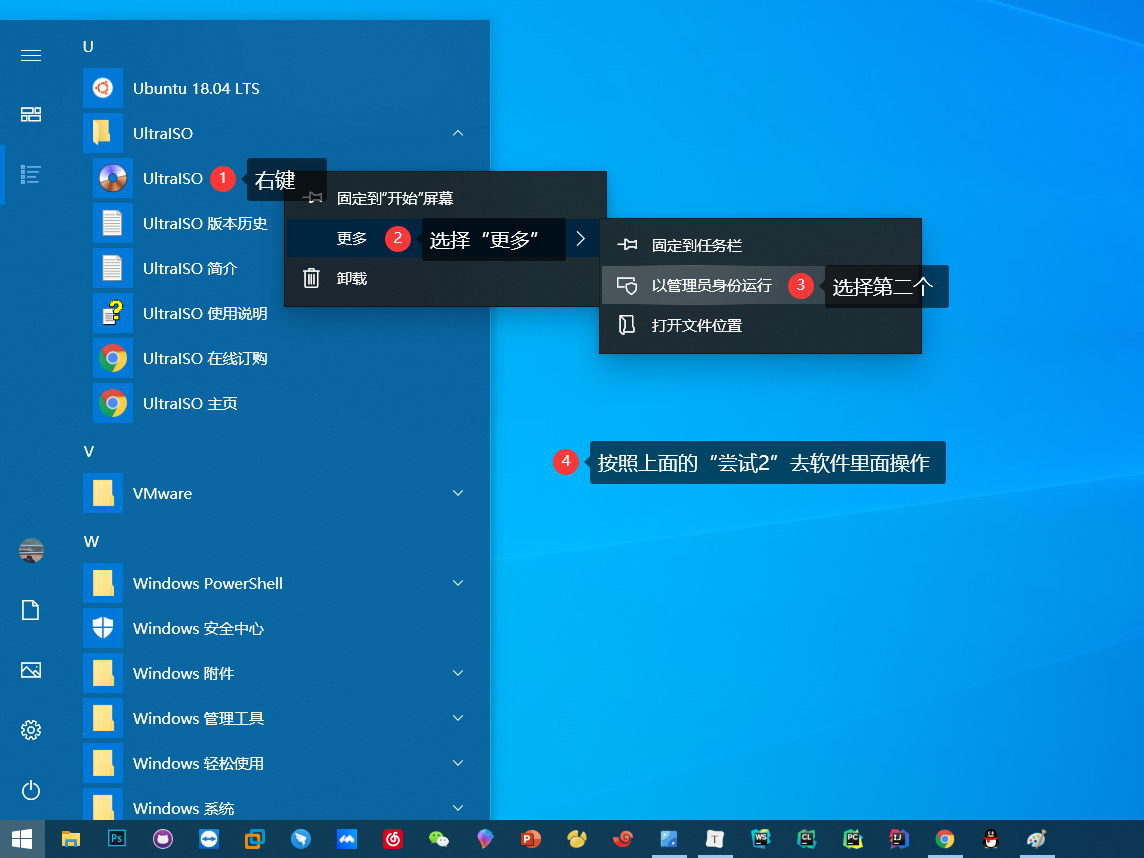 U
Ubuntu 18.04 LTS
UltraISO
UltraISO 1 右键
固定到“开始”屏幕
UltraISO 版本历史
更多 2 选择“更多”
固定到任务栏
UltraISO 简介
卸载
以管理员身份运行 3 选择第二个
UltraISO 使用说明
打开文件位置
UltraISO 在线订购
UltraISO 主页
V
4 按照上面的“尝试2”去软件里面操作
VMware
W
Windows PowerShell
Windows 安全中心
Windows 附件
Windows 管理工具
Windows 轻松使用
Windows 系统
Ps
P
T
WS
CL
PC
IJ